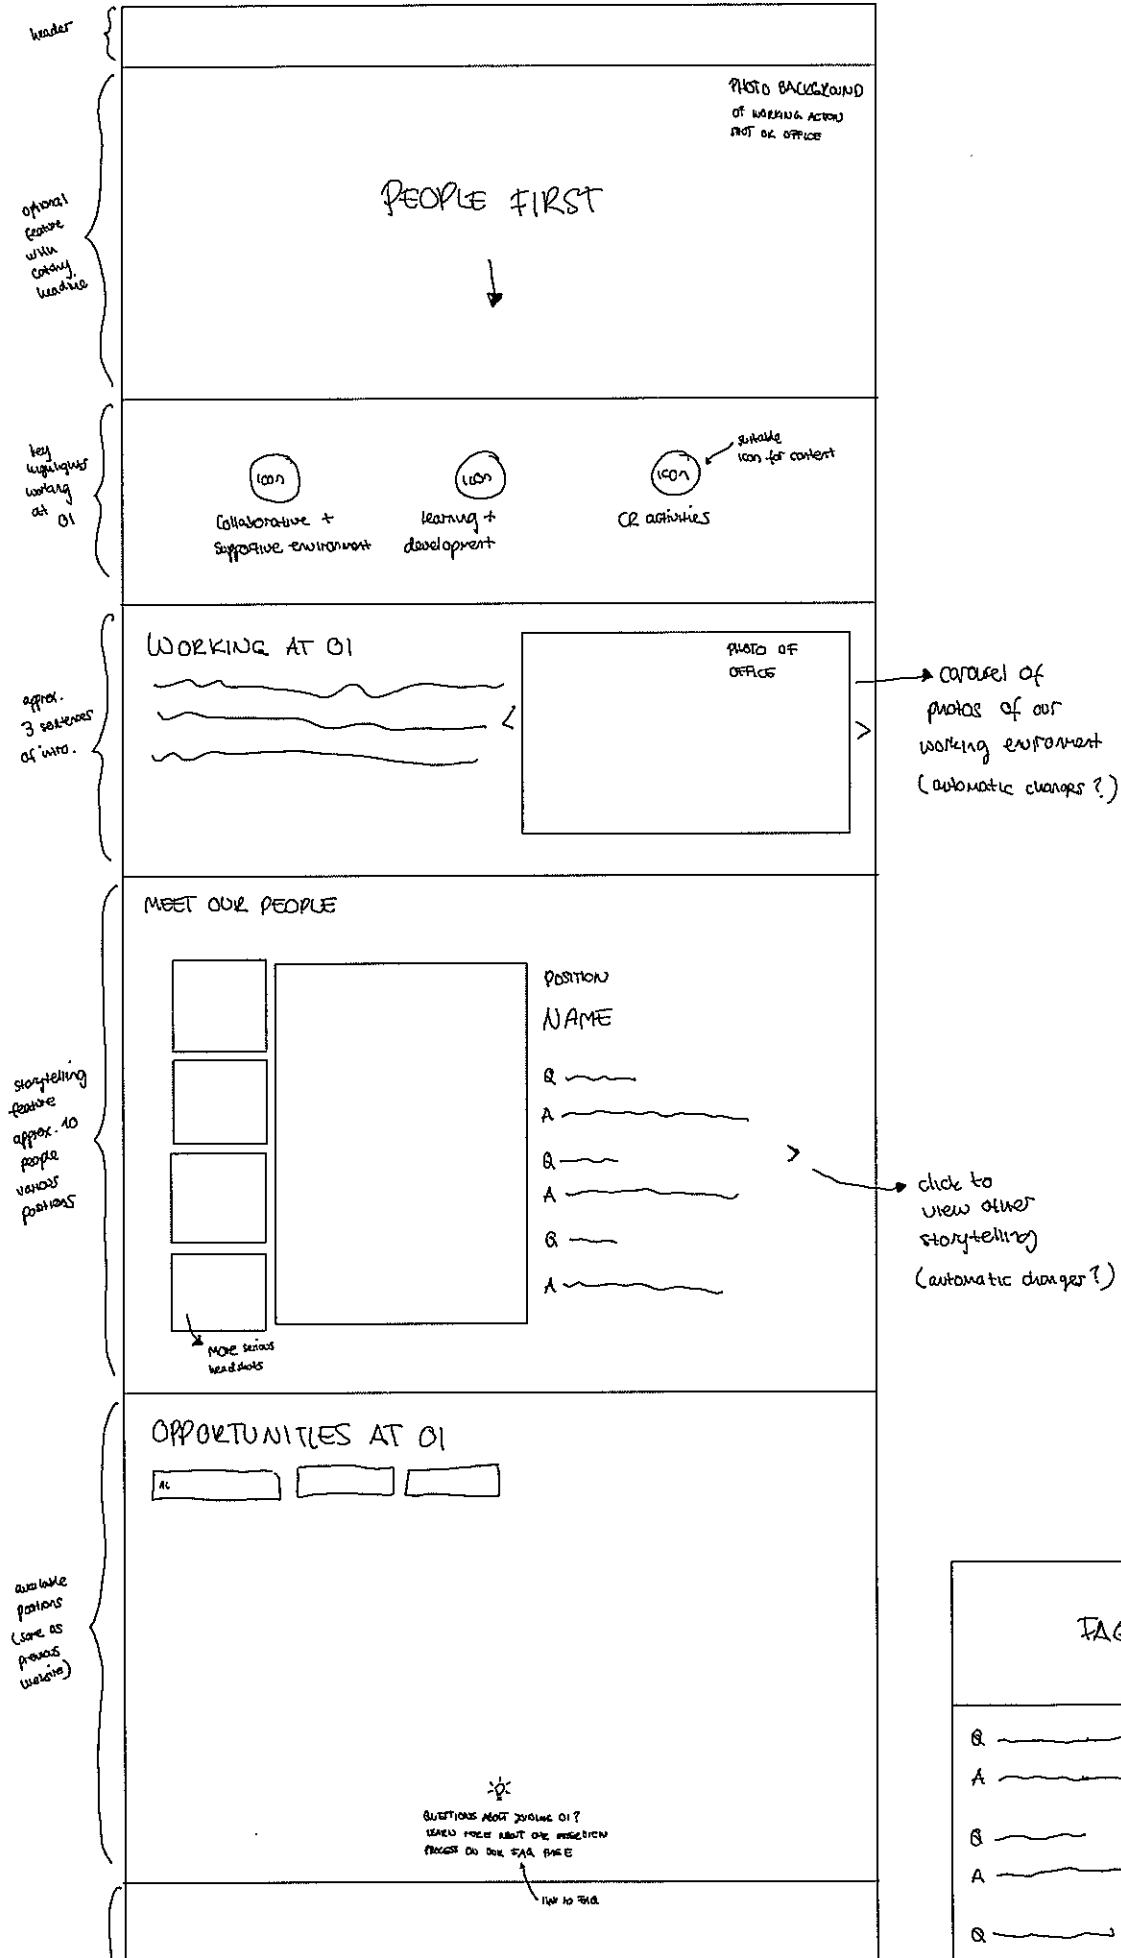 header
PHOTO BACKGROUND
OF WORKING ACTION
SHOT OR OFFICE
optional
feature
with
catchy
headline
PEOPLE FIRST
key
highlights
working
at OI
icon
icon
icon
suitable
icon for content
Collaborative +
supportive environment
learning +
development
CR activities
approx.
3 sentences
of intro.
WORKING AT OI
PHOTO OF
OFFICE
<
>
carousel of
photos of our
working enviroment
(automatic changes?)
MEET OUR PEOPLE
storytelling
feature
approx. 10
people
various
positions
POSITION
NAME
Q
A
Q
A
Q
A
>
click to
view other
storytelling
(automatic changes?)
More serious
headshots
OPPORTUNITIES AT OI
available
positions
(same as
previous
website)
QUESTIONS ABOUT JOINING OI?
LEARN MORE ABOUT OUR
PROCESS ON OUR FAQ PAGE
link to FAQ
FAQ
Q
A
Q
A
Q